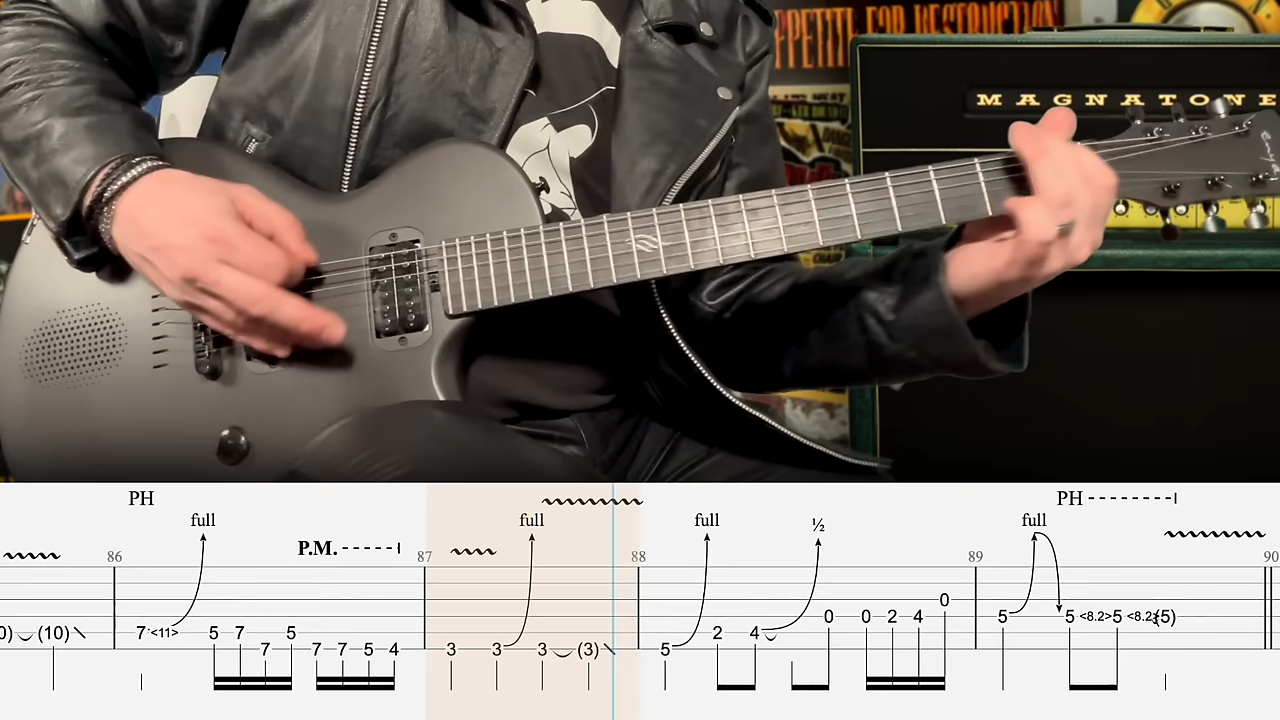 APPETITE FOR DESTRUCTION
MAGNATONE
PH
PH
full
full
full
½
full
P.M.
86
87
88
89
90
0) (10)
7 <11>
5 7
7
5
7 7 5 4
3 3 3 (3)
5
2 4
0
0 2 4
0
5
5 <8.2> 5 <8.2> (5)